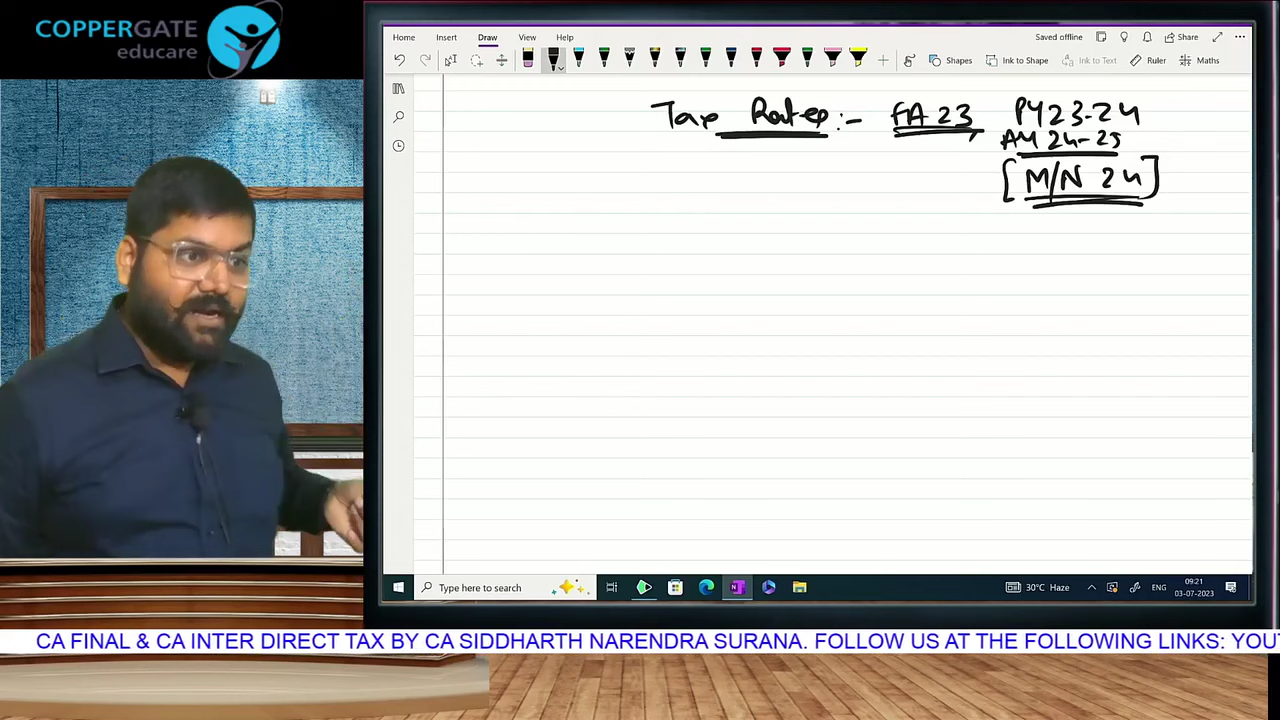 COPPERGATE
educare
Home Insert Draw View Help
Saved offline
Share
Shapes
Ink to Shape
Ink to Text
Ruler
Maths
Tax Rates :- FA 23 PY 23-24
AY 24-25
[M/N 24]
Type here to search
30°C Haze
ENG
09:21
03-07-2023
CA FINAL & CA INTER DIRECT TAX BY CA SIDDHARTH NARENDRA SURANA. FOLLOW US AT THE FOLLOWING LINKS: YOU